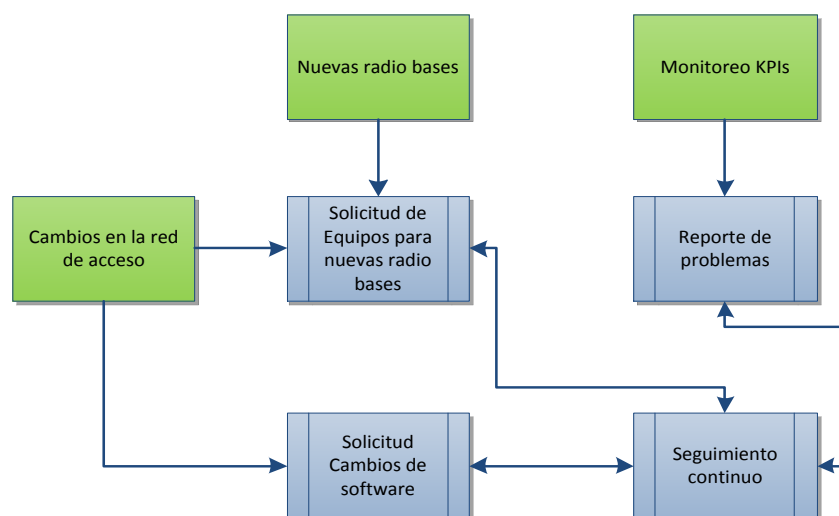 Nuevas radio bases
Monitoreo KPIs
Cambios en la red
de acceso
Solicitud de
Equipos para
nuevas radio
bases
Reporte de
problemas
Solicitud
Cambios de
software
Seguimiento
continuo